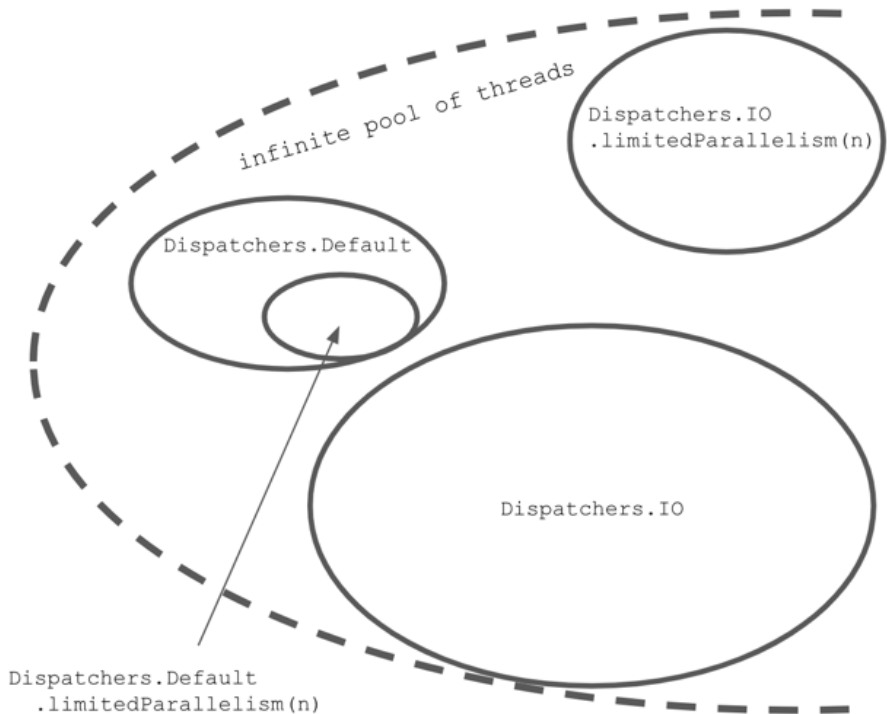 infinite pool of threads
Dispatchers.IO
.limitedParallelism(n)
Dispatchers.Default
Dispatchers.IO
Dispatchers.Default
.limitedParallelism(n)